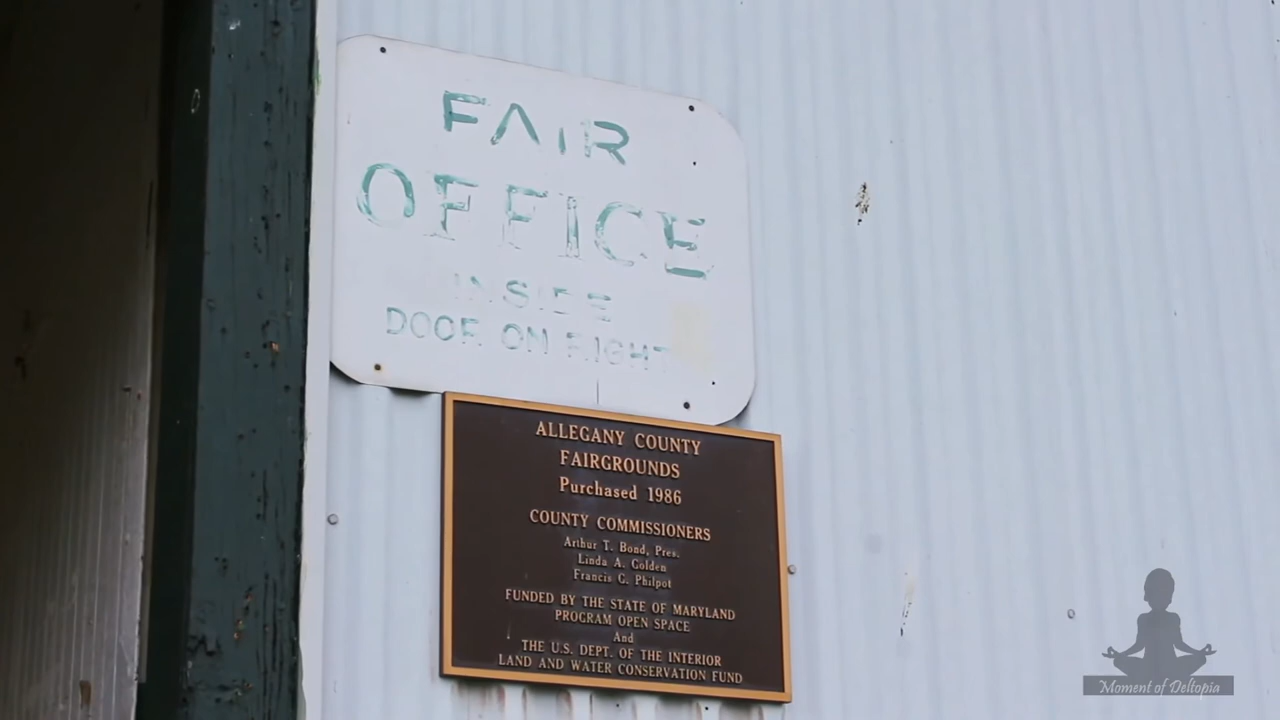 FAIR
OFFICE
INSIDE
DOOR ON RIGHT
ALLEGANY COUNTY
FAIRGROUNDS
Purchased 1986
COUNTY COMMISSIONERS
Arthur T. Bond, Pres.
Linda A. Golden
Francis G. Philpot
FUNDED BY THE STATE OF MARYLAND
PROGRAM OPEN SPACE
And
THE U.S. DEPT. OF THE INTERIOR
LAND AND WATER CONSERVATION FUND
Moment of Deltopia